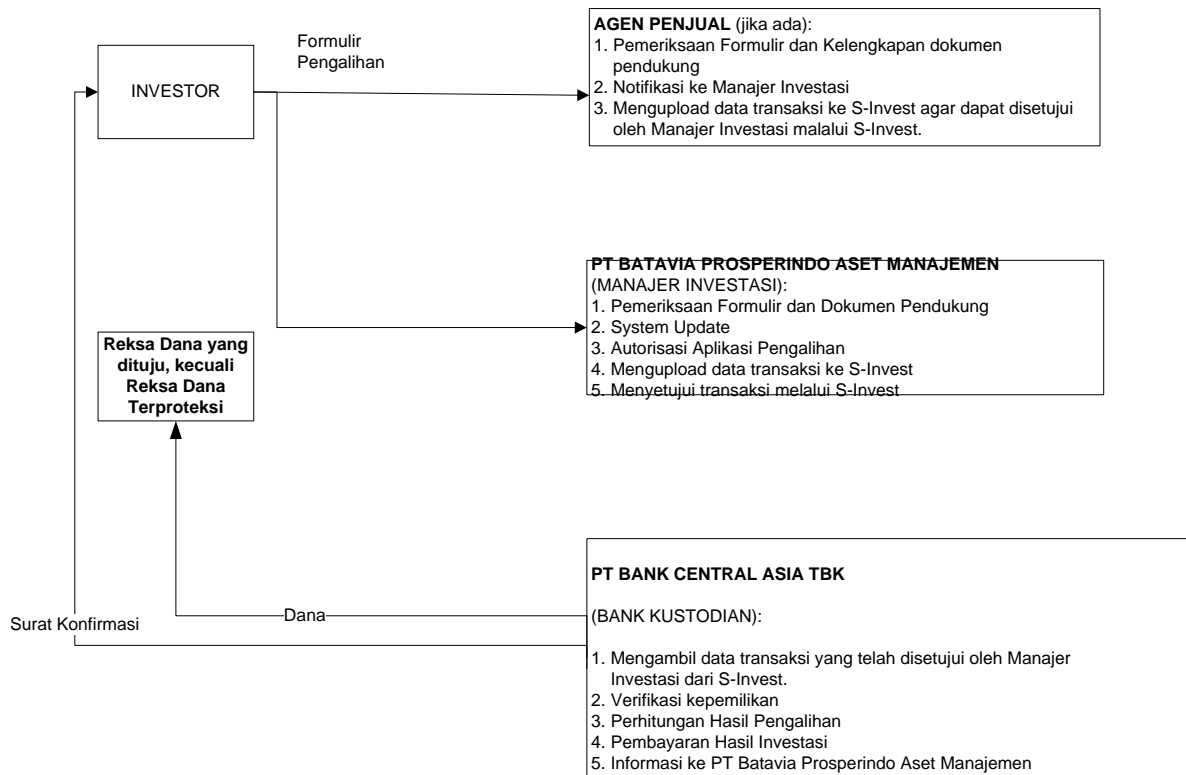 AGEN PENJUAL (jika ada):
1. Pemeriksaan Formulir dan Kelengkapan dokumen
pendukung
2. Notifikasi ke Manajer Investasi
3. Mengupload data transaksi ke S-Invest agar dapat disetujui
oleh Manajer Investasi malalui S-Invest.
Formulir
Pengalihan
INVESTOR
PT BATAVIA PROSPERINDO ASET MANAJEMEN
(MANAJER INVESTASI):
1. Pemeriksaan Formulir dan Dokumen Pendukung
2. System Update
3. Autorisasi Aplikasi Pengalihan
4. Mengupload data transaksi ke S-Invest
5. Menyetujui transaksi melalui S-Invest
Reksa Dana yang
dituju, kecuali
Reksa Dana
Terproteksi
PT BANK CENTRAL ASIA TBK
(BANK KUSTODIAN):
1. Mengambil data transaksi yang telah disetujui oleh Manajer
Investasi dari S-Invest.
2. Verifikasi kepemilikan
3. Perhitungan Hasil Pengalihan
4. Pembayaran Hasil Investasi
5. Informasi ke PT Batavia Prosperindo Aset Manajemen
Dana
Surat Konfirmasi